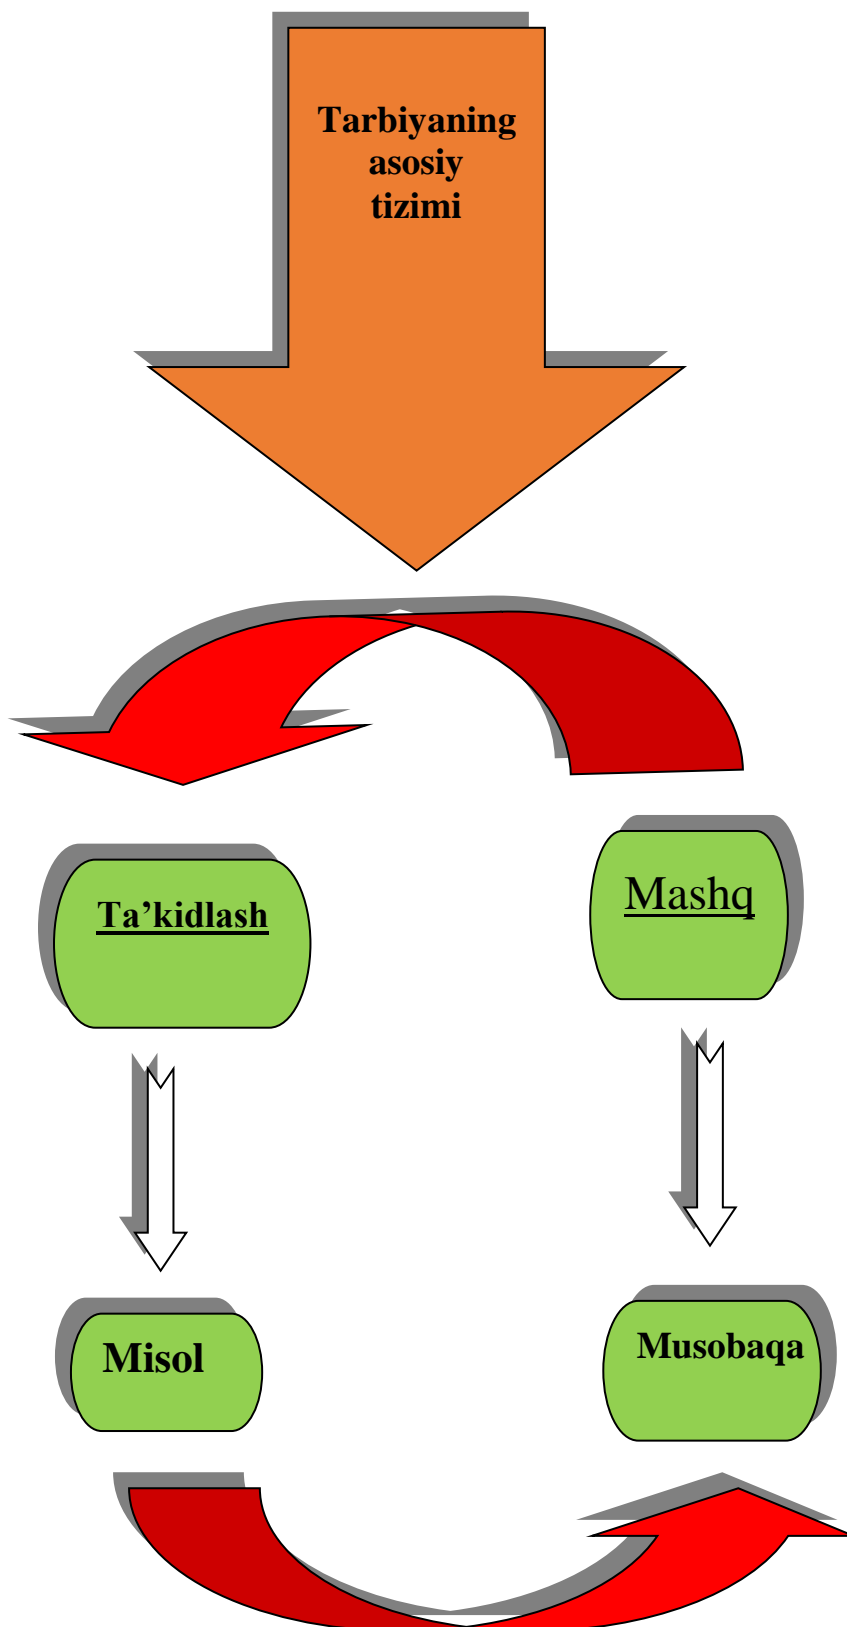 Tarbiyaning
asosiy
tizimi
Ta’kidlash
Mashq
Misol
Musobaqa